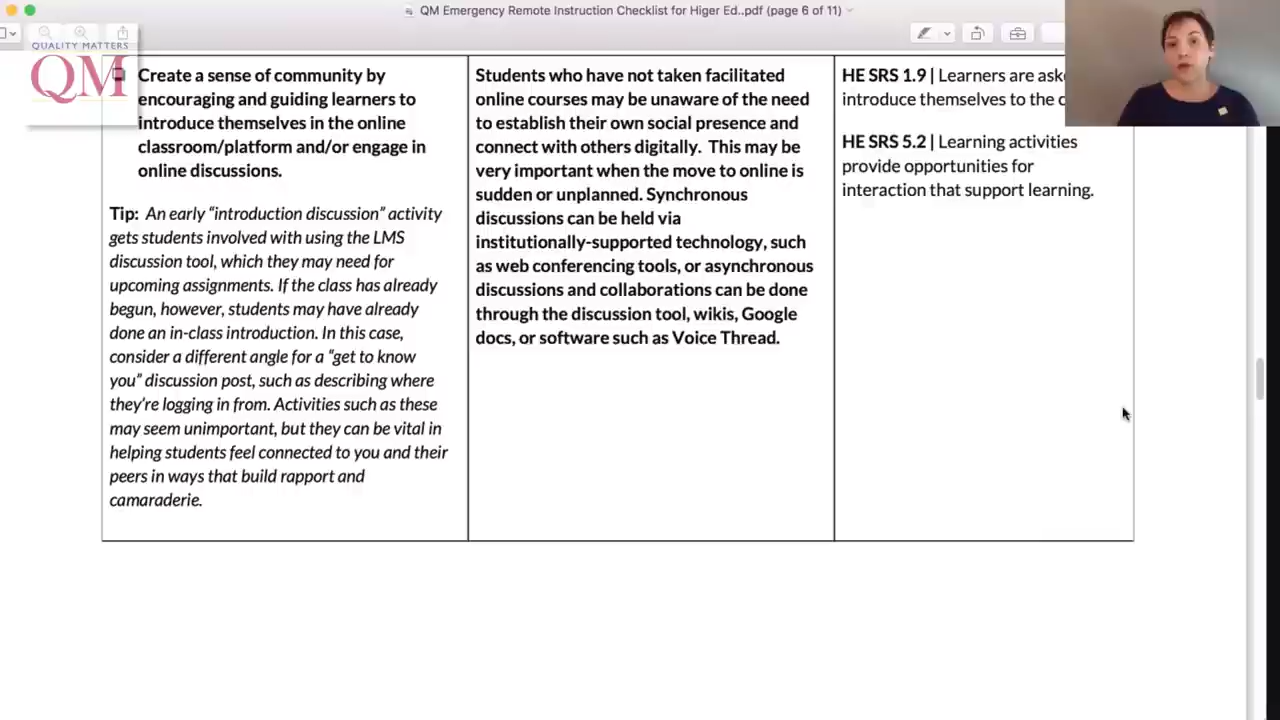 QM Emergency Remote Instruction Checklist for Higer Ed..pdf (page 6 of 11)
QUALITY MATTERS
QM
Create a sense of community by
encouraging and guiding learners to
introduce themselves in the online
classroom/platform and/or engage in
online discussions.
Tip: An early “introduction discussion” activity
gets students involved with using the LMS
discussion tool, which they may need for
upcoming assignments. If the class has already
begun, however, students may have already
done an in-class introduction. In this case,
consider a different angle for a “get to know
you” discussion post, such as describing where
they’re logging in from. Activities such as these
may seem unimportant, but they can be vital in
helping students feel connected to you and their
peers in ways that build rapport and
camaraderie.
Students who have not taken facilitated
online courses may be unaware of the need
to establish their own social presence and
connect with others digitally. This may be
very important when the move to online is
sudden or unplanned. Synchronous
discussions can be held via
institutionally-supported technology, such
as web conferencing tools, or asynchronous
discussions and collaborations can be done
through the discussion tool, wikis, Google
docs, or software such as Voice Thread.
HE SRS 1.9 | Learners are
introduce themselves to the
HE SRS 5.2 | Learning activities
provide opportunities for
interaction that support learning.